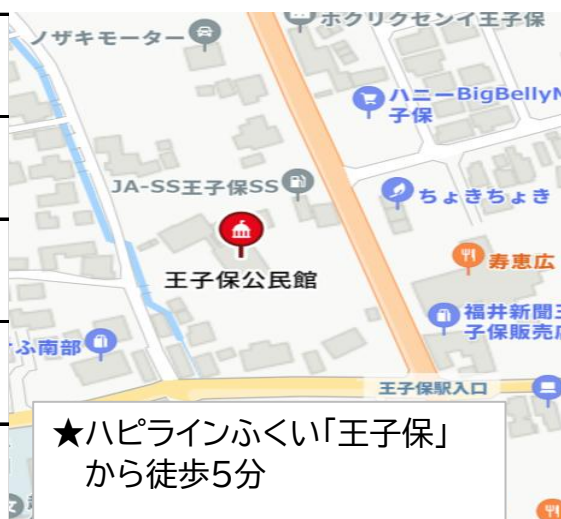 ノザキモーター
ホクリクセンイ王子保
ハニーBigBellyN
子保
JA-SS王子保SS
ちょきちょき
王子保公民館
寿恵広
福井新聞王
子保販売店
ふ南部
王子保駅入口
★ハピラインふくい「王子保」
から徒歩5分